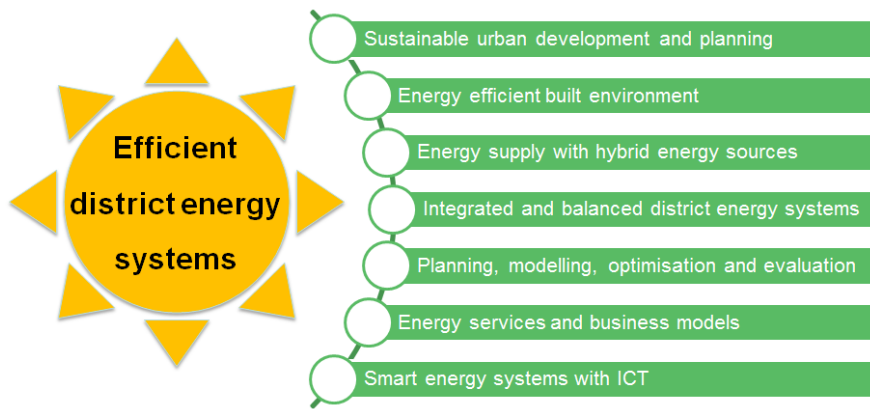 Efficient
district energy
systems
Sustainable urban development and planning
Energy efficient built environment
Energy supply with hybrid energy sources
Integrated and balanced district energy systems
Planning, modelling, optimisation and evaluation
Energy services and business models
Smart energy systems with ICT